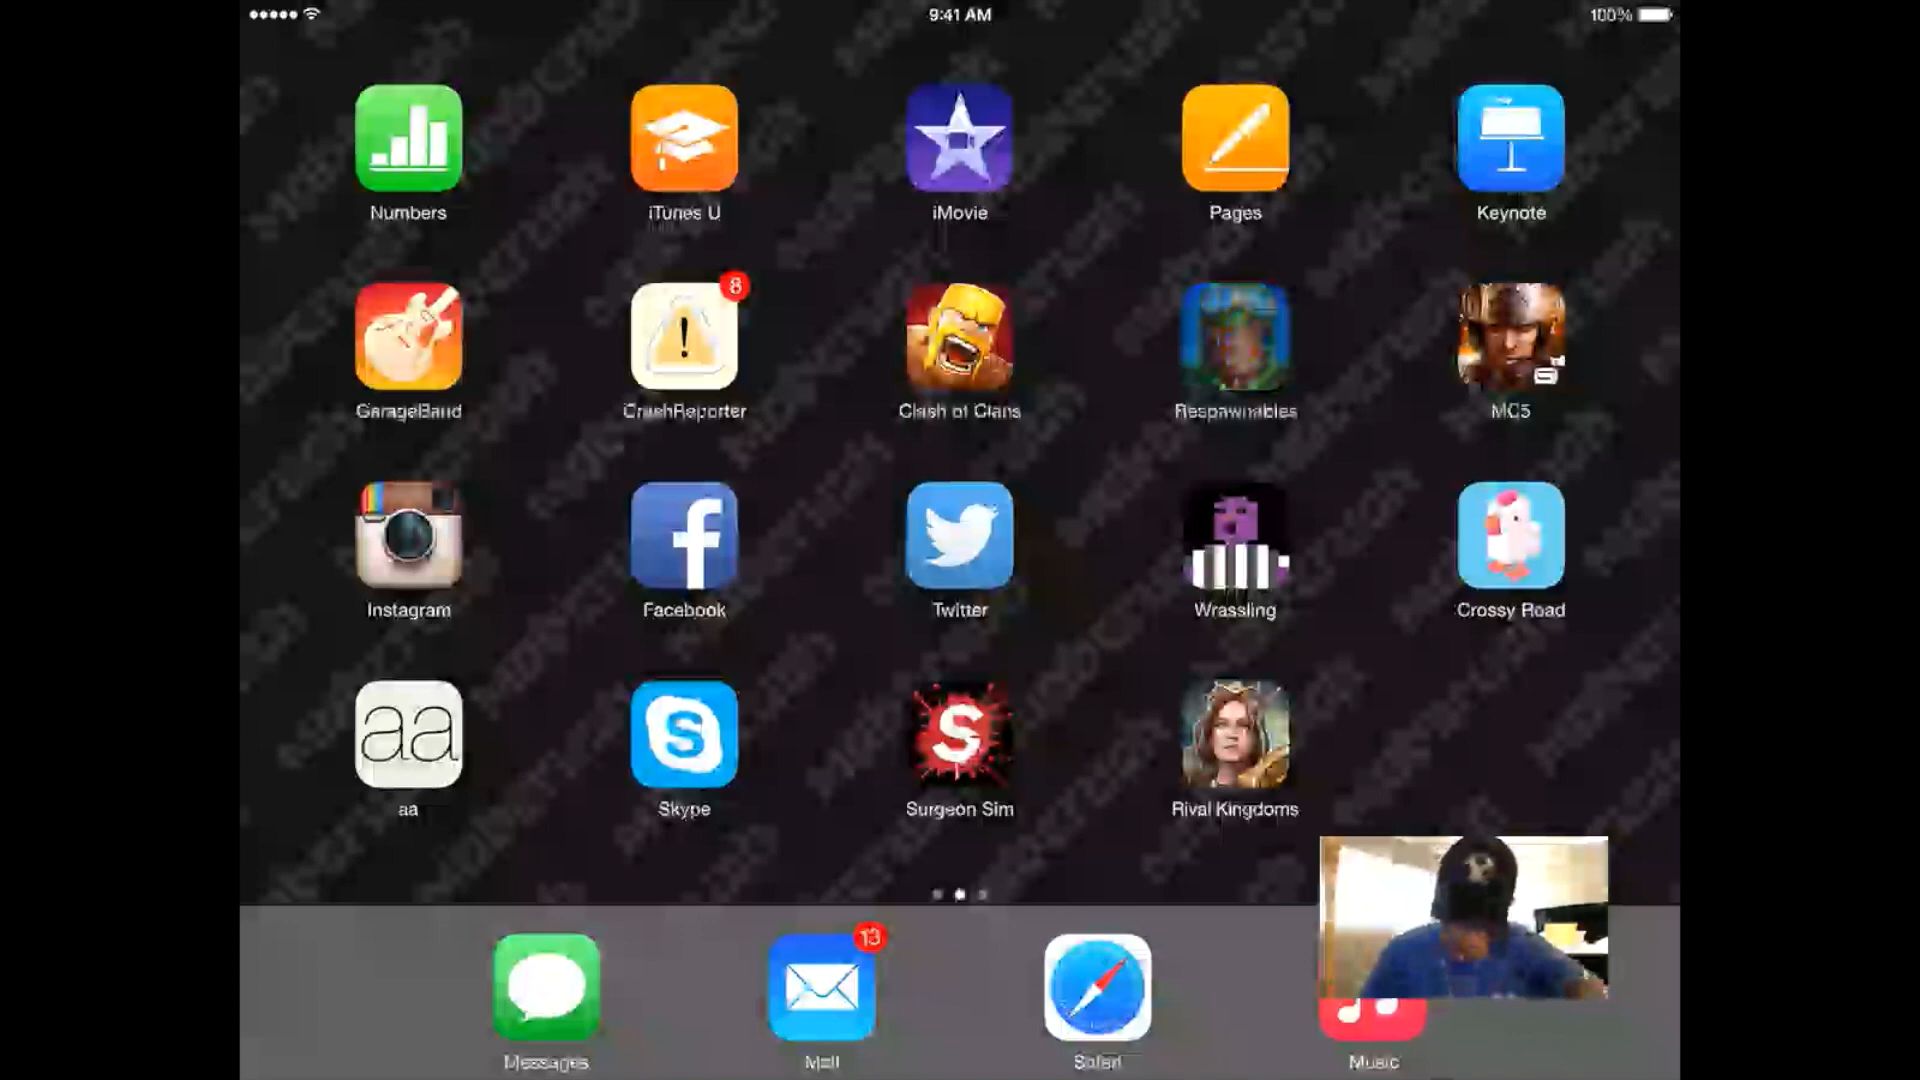 9:41 AM
100%
Numbers
iTunes U
iMovie
Pages
Keynote
8
GarageBand
CrashReporter
Clash of Clans
Respawnables
MC5
Instagram
Facebook
Twitter
Wrassling
Crossy Road
aa
aa
Skype
Surgeon Sim
Rival Kingdoms
13
Messages
Mail
Safari
Music